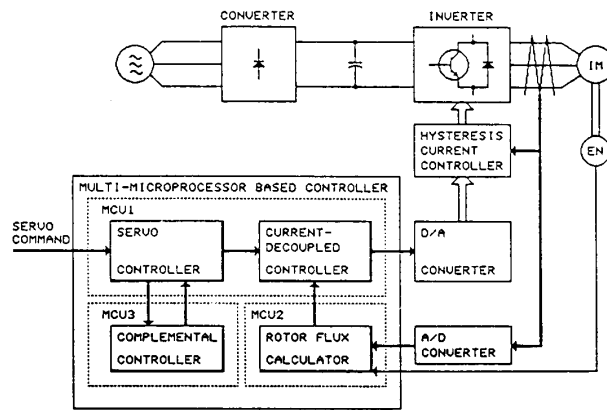 CONVERTER
INVERTER
IM
HYSTERESIS
CURRENT
CONTROLLER
EN
MULTI-MICROPROCESSOR BASED CONTROLLER
MCU1
SERVO
COMMAND
SERVO
CONTROLLER
CURRENT-
DECOUPLED
CONTROLLER
D/A
CONVERTER
MCU3
COMPLEMENTAL
CONTROLLER
MCU2
ROTOR FLUX
CALCULATOR
A/D
CONVERTER